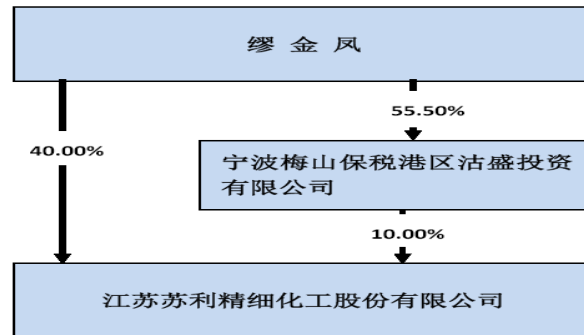 缪 金 凤
55.50%
40.00%
宁波梅山保税港区沽盛投资
有限公司
10.00%
江苏苏利精细化工股份有限公司